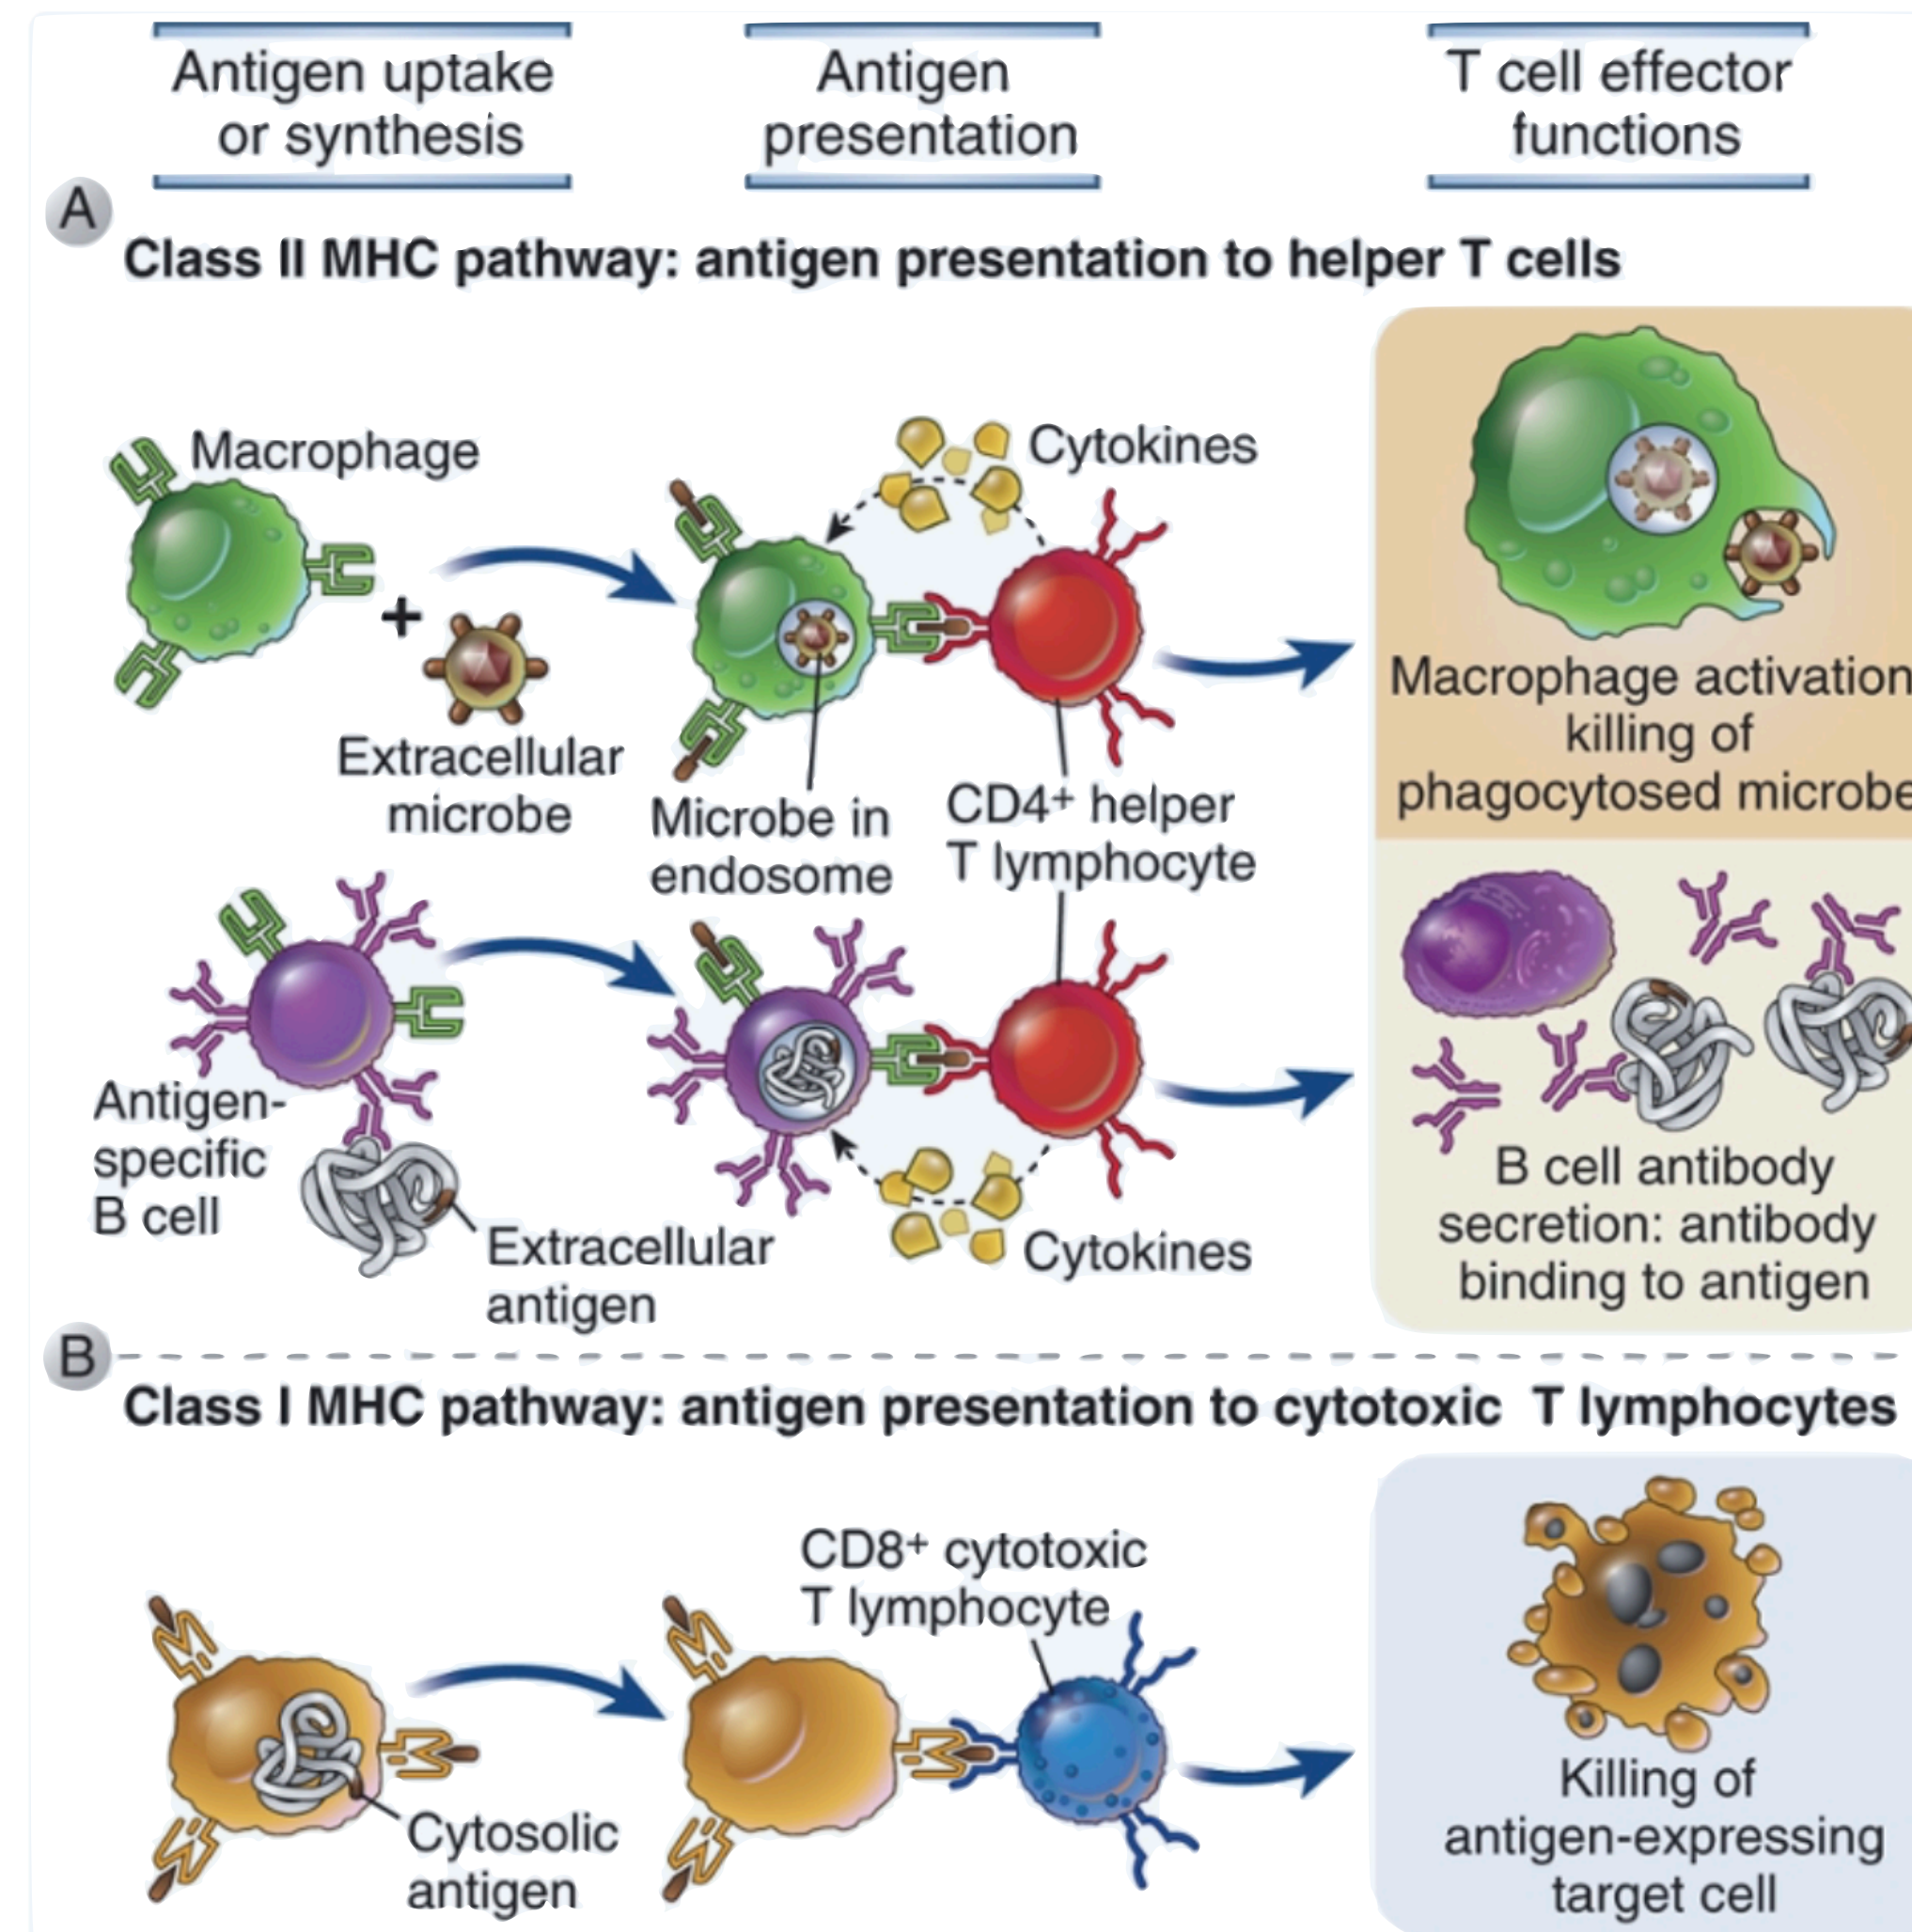 Antigen uptake
or synthesis
Antigen
presentation
T cell effector
functions
A
Class II MHC pathway: antigen presentation to helper T cells
Macrophage
+
Extracellular
microbe
Cytokines
Microbe in
endosome
CD4+ helper
T lymphocyte
Macrophage activation
killing of
phagocytosed microbe
Antigen-
specific
B cell
Extracellular
antigen
Cytokines
B cell antibody
secretion: antibody
binding to antigen
B
Class I MHC pathway: antigen presentation to cytotoxic T lymphocytes
CD8+ cytotoxic
T lymphocyte
Cytosolic
antigen
Killing of
antigen-expressing
target cell